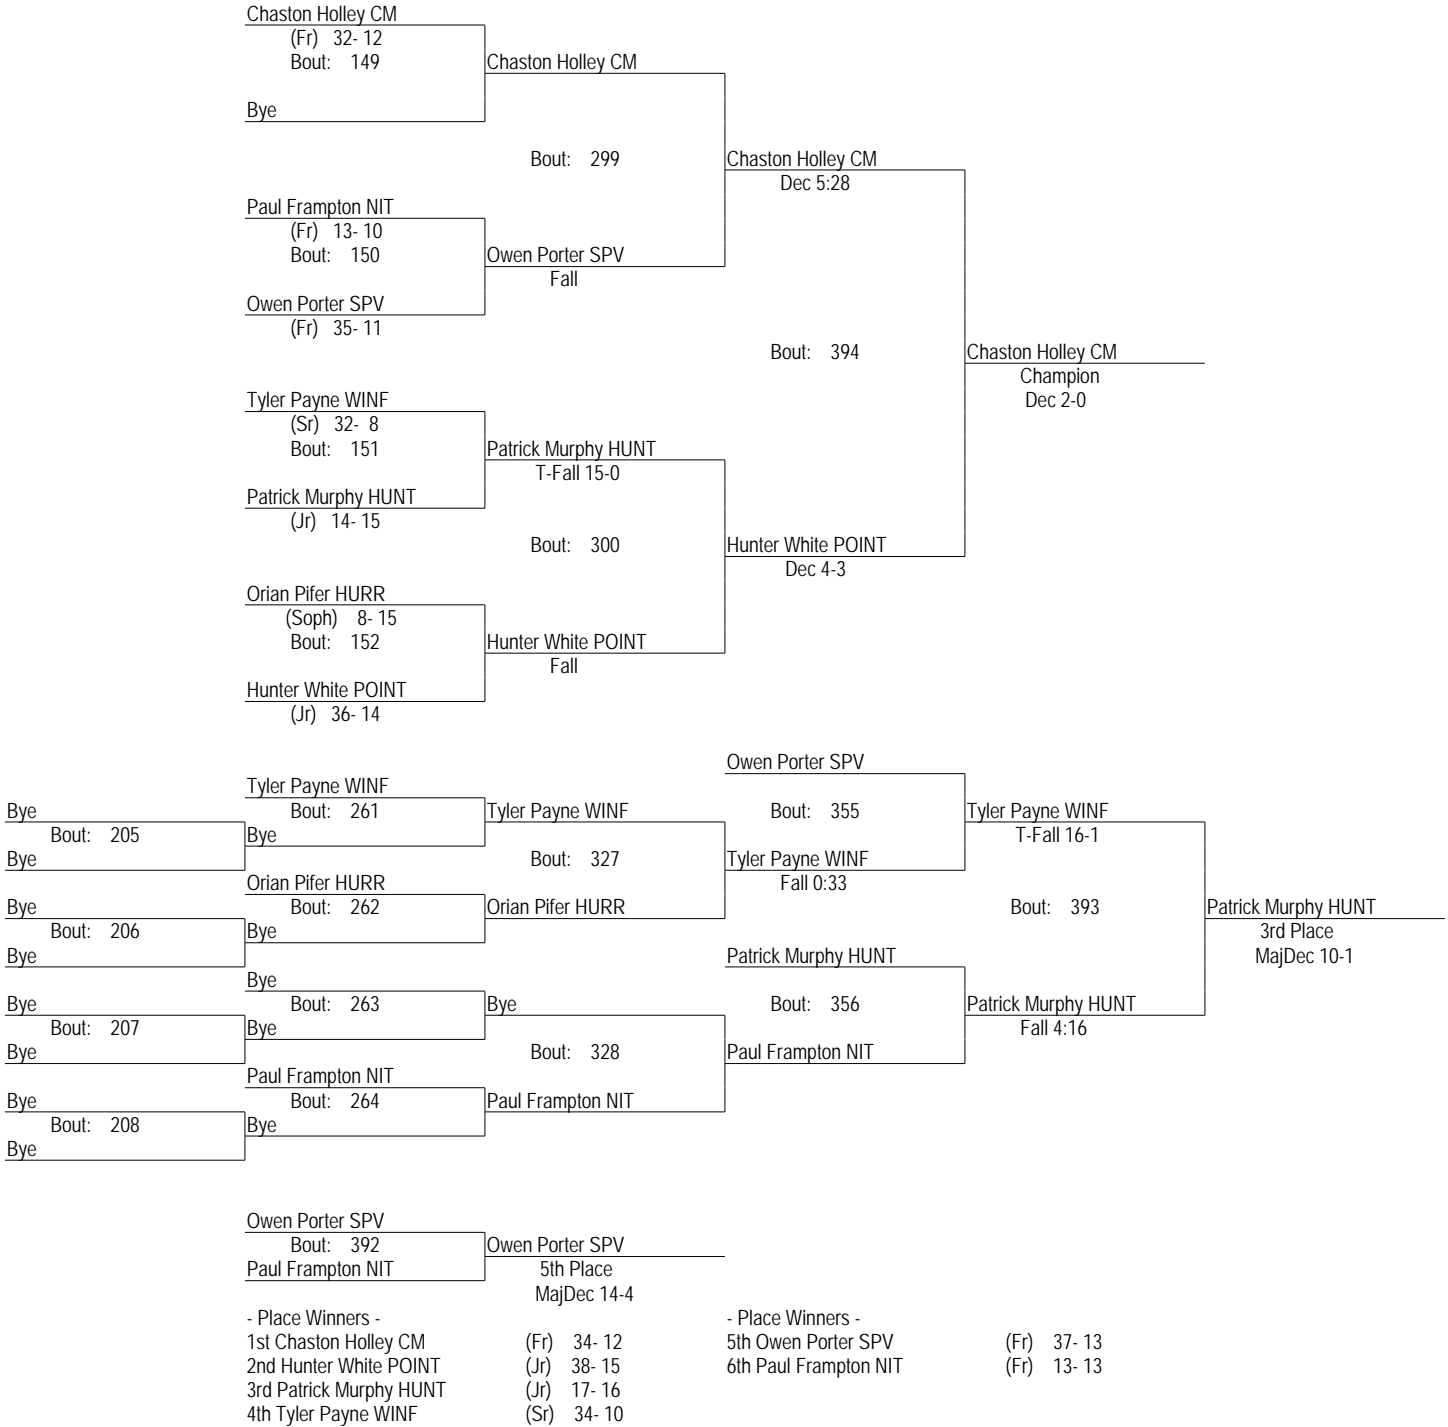 Chaston Holley CM
(Fr) 32- 12
Bout: 149
Chaston Holley CM
Bye
Bout: 299
Chaston Holley CM
Dec 5:28
Paul Frampton NIT
(Fr) 13- 10
Bout: 150
Owen Porter SPV
Fall
Owen Porter SPV
(Fr) 35- 11
Bout: 394
Chaston Holley CM
Champion
Dec 2-0
Tyler Payne WINF
(Sr) 32- 8
Bout: 151
Patrick Murphy HUNT
T-Fall 15-0
Patrick Murphy HUNT
(Jr) 14- 15
Bout: 300
Hunter White POINT
Dec 4-3
Orian Pifer HURR
(Soph) 8- 15
Bout: 152
Hunter White POINT
Fall
Hunter White POINT
(Jr) 36- 14
Owen Porter SPV
Tyler Payne WINF
Bye
Bout: 261
Tyler Payne WINF
Bout: 355
Tyler Payne WINF
Bout: 205
Bye
T-Fall 16-1
Bye
Bout: 327
Tyler Payne WINF
Fall 0:33
Orian Pifer HURR
Bye
Bout: 262
Orian Pifer HURR
Bout: 393
Patrick Murphy HUNT
Bout: 206
Bye
3rd Place
Bye
Patrick Murphy HUNT
MajDec 10-1
Bye
Bye
Bout: 263
Bye
Bout: 356
Patrick Murphy HUNT
Bout: 207
Bye
Fall 4:16
Bye
Bout: 328
Paul Frampton NIT
Paul Frampton NIT
Bye
Bout: 264
Paul Frampton NIT
Bout: 208
Bye
Bye
Owen Porter SPV
Bout: 392
Owen Porter SPV
Paul Frampton NIT
5th Place
MajDec 14-4
- Place Winners -
1st Chaston Holley CM (Fr) 34- 12
2nd Hunter White POINT (Jr) 38- 15
3rd Patrick Murphy HUNT (Jr) 17- 16
4th Tyler Payne WINF (Sr) 34- 10
- Place Winners -
5th Owen Porter SPV (Fr) 37- 13
6th Paul Frampton NIT (Fr) 13- 13